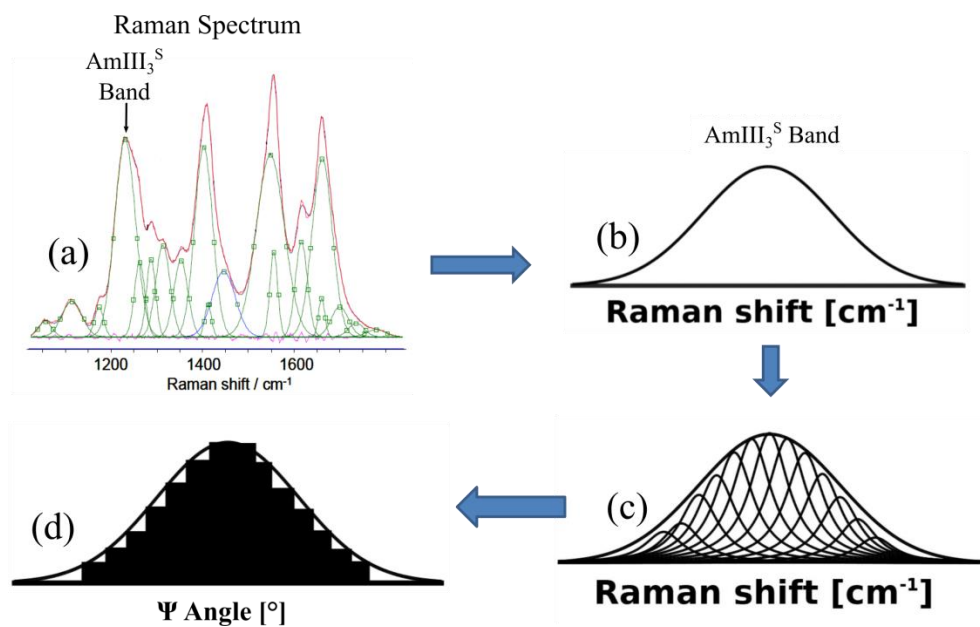 Raman Spectrum
AmIII₃ˢ
Band
(a)
1200 1400 1600
Raman shift / cm⁻¹
AmIII₃ˢ Band
(b)
Raman shift [cm⁻¹]
(d)
Ψ Angle [°]
(c)
Raman shift [cm⁻¹]